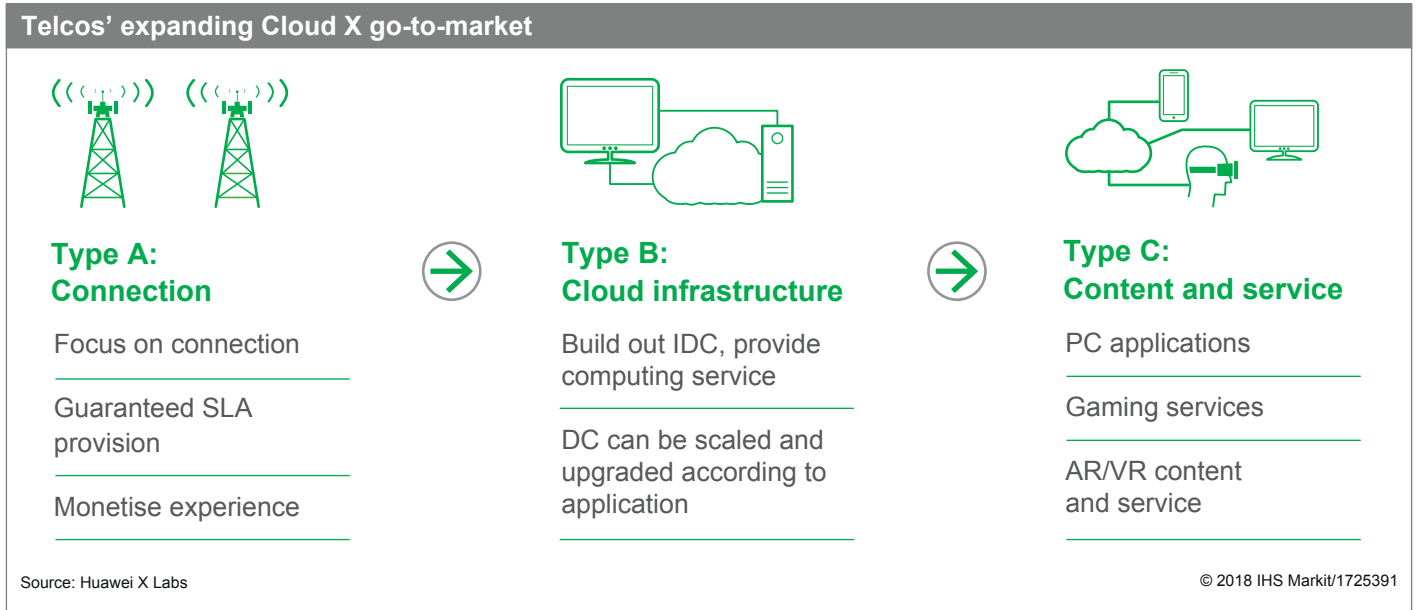 Telcos’ expanding Cloud X go-to-market
Type A:
Connection
Focus on connection
Guaranteed SLA
provision
Monetise experience
Type B:
Cloud infrastructure
Build out IDC, provide
computing service
DC can be scaled and
upgraded according to
application
Type C:
Content and service
PC applications
Gaming services
AR/VR content
and service
Source: Huawei X Labs
© 2018 IHS Markit/1725391